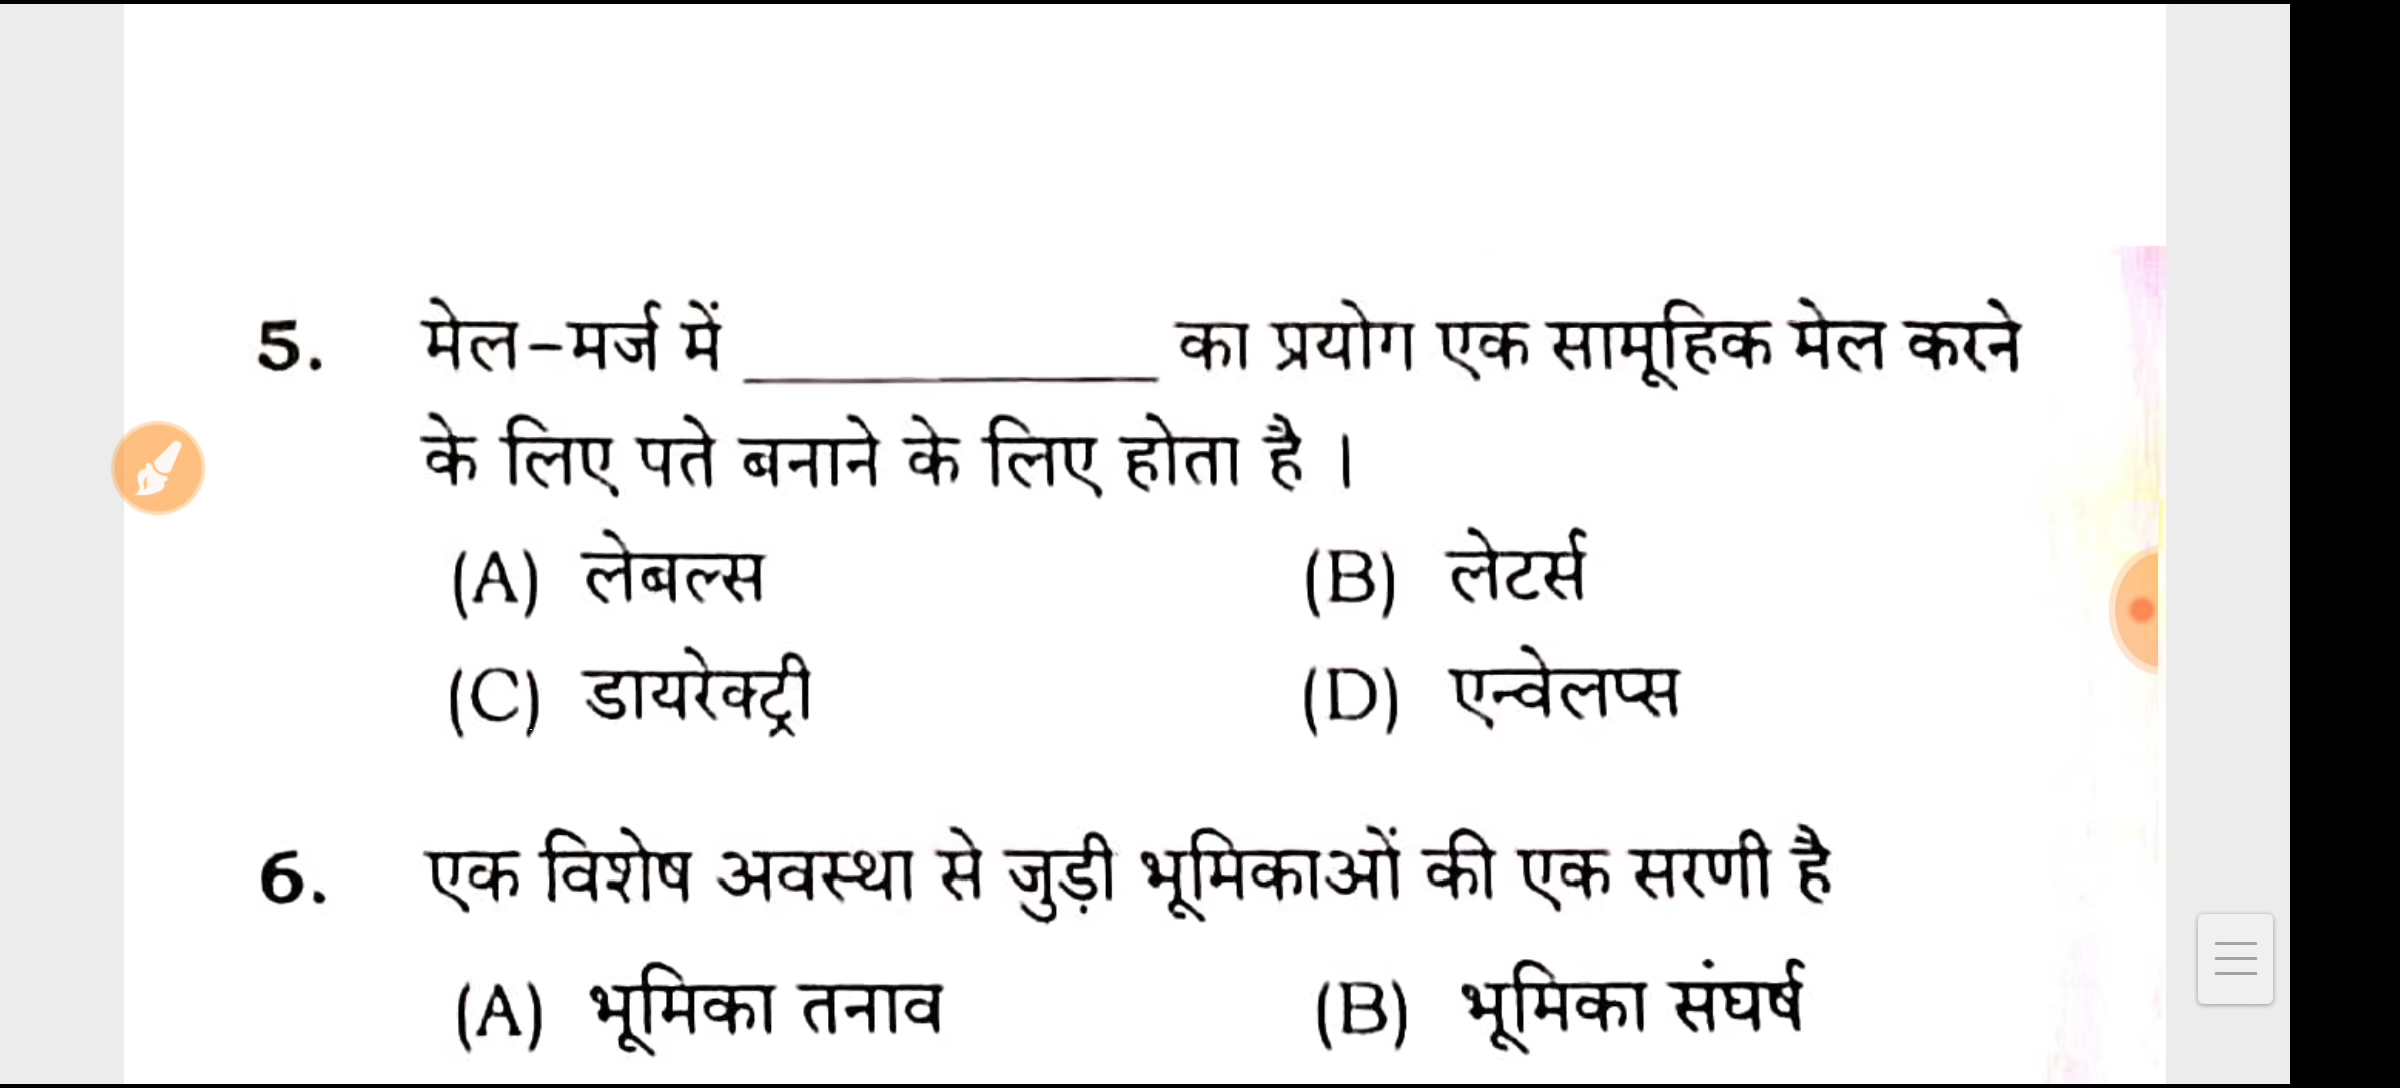 5. मेल-मर्ज में __________ का प्रयोग एक सामूहिक मेल करने
के लिए पते बनाने के लिए होता है ।
(A) लेबल्स (B) लेटर्स
(C) डायरेक्ट्री (D) एन्वेलप्स
6. एक विशेष अवस्था से जुड़ी भूमिकाओं की एक सरणी है
(A) भूमिका तनाव (B) भूमिका संघर्ष